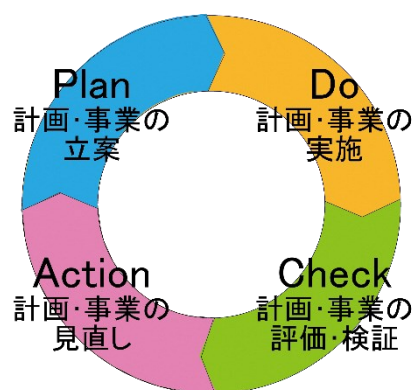 Plan
計画・事業の
立案
Do
計画・事業の
実施
Check
計画・事業の
評価・検証
Action
計画・事業の
見直し